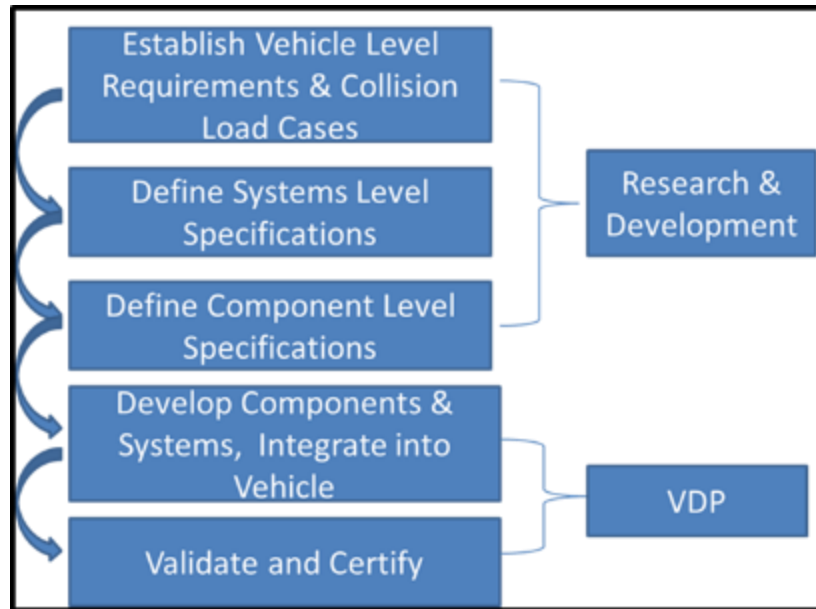 Establish Vehicle Level
Requirements & Collision
Load Cases
Define Systems Level
Specifications
Define Component Level
Specifications
Develop Components &
Systems, Integrate into
Vehicle
Validate and Certify
Research &
Development
VDP